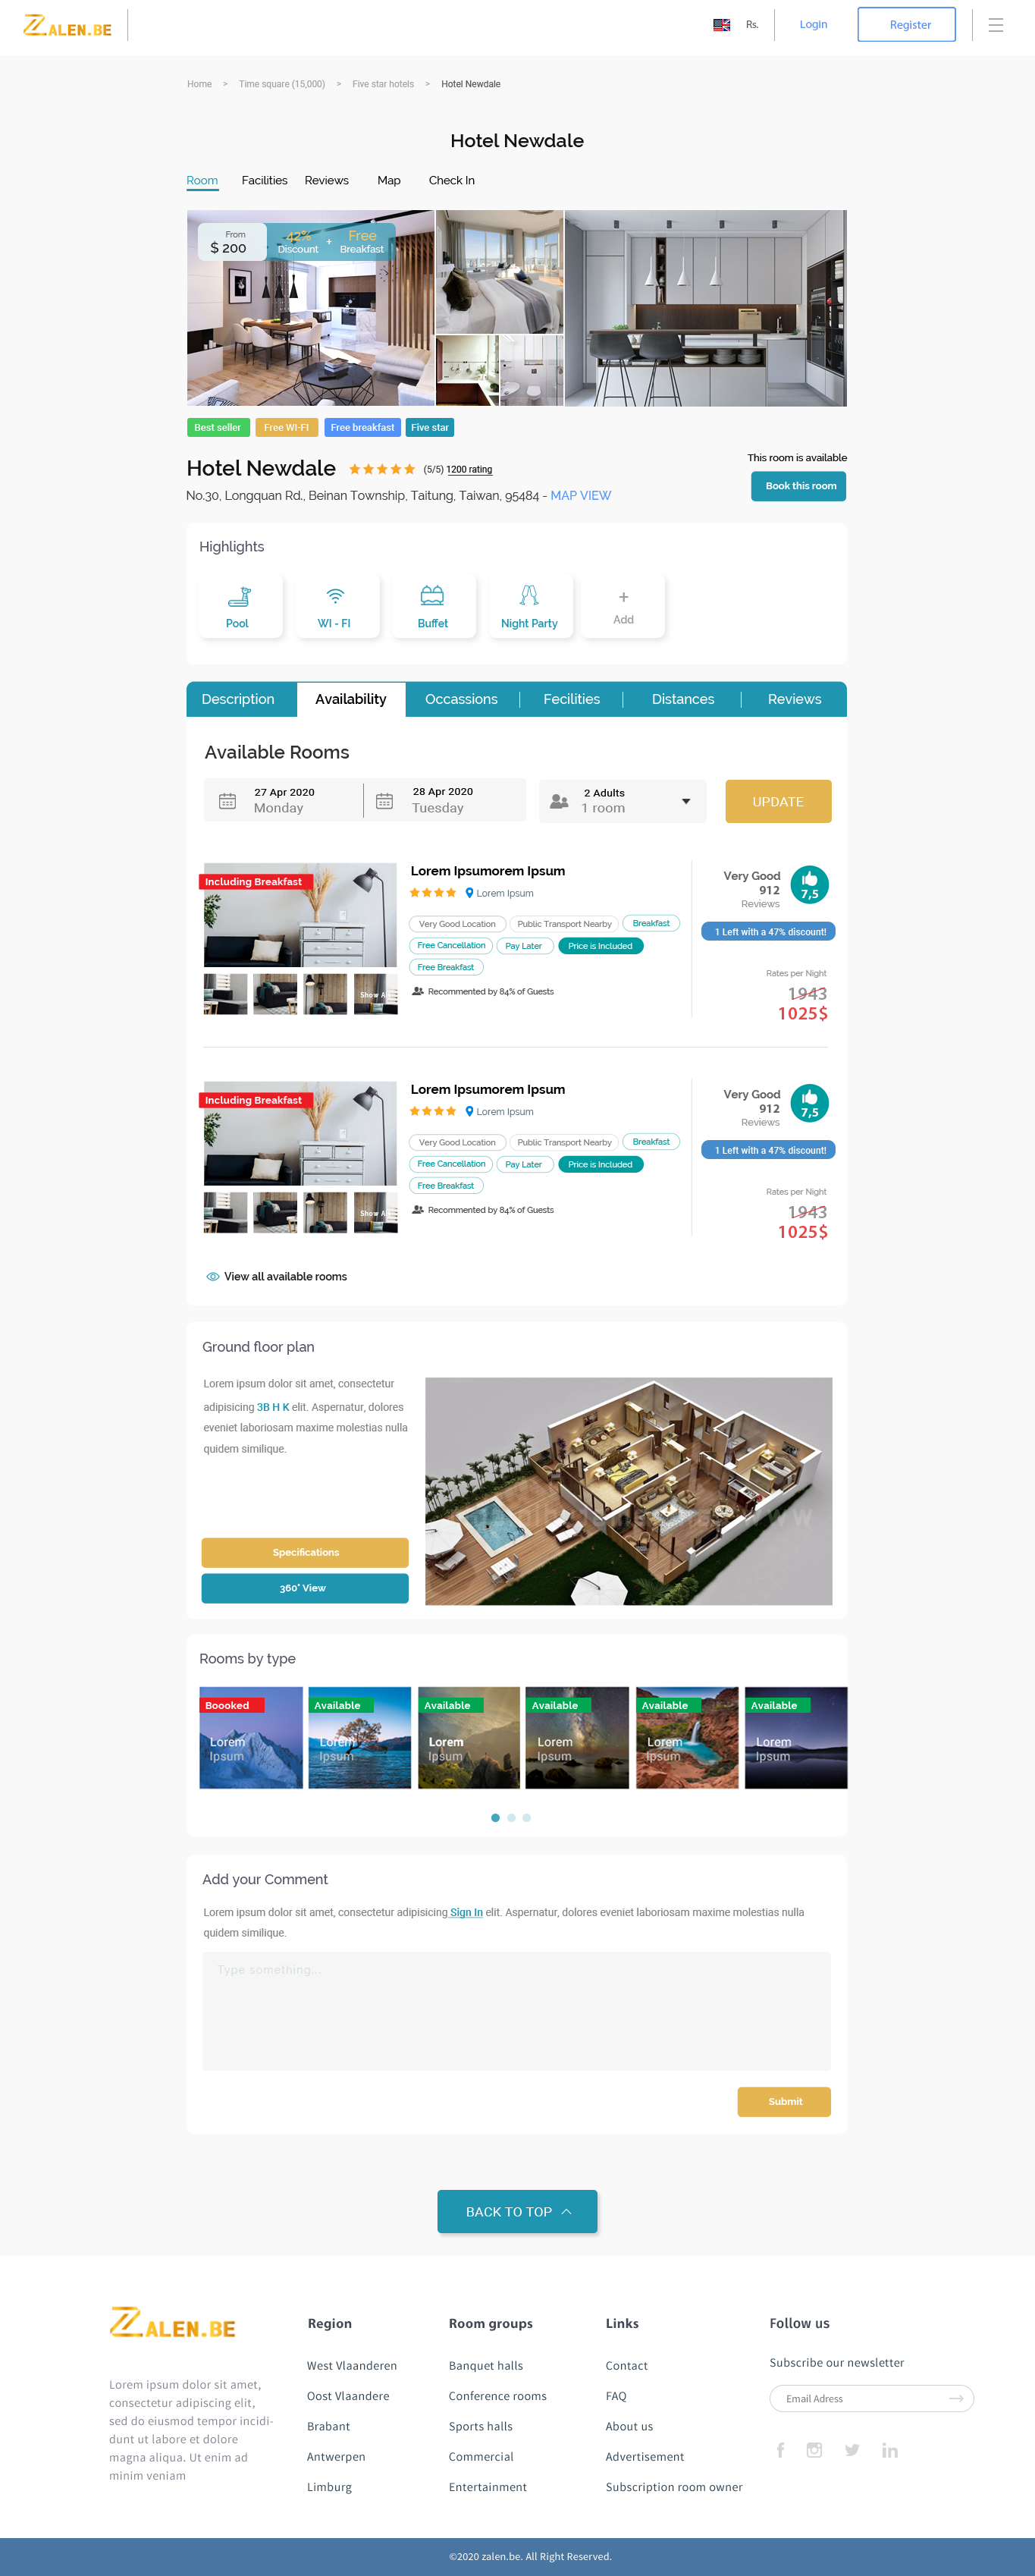 ZALEN.BE
Rs.
Login
Register
Home > Time square (15,000) > Five star hotels > Hotel Newdale
Hotel Newdale
Room Facilities Reviews Map Check In
From
$ 200
42%
Discount
+
Free
Breakfast
Best seller Free WI-FI Free breakfast Five star
Hotel Newdale (5/5) 1200 rating
This room is available
Book this room
No.30, Longquan Rd., Beinan Township, Taitung, Taiwan, 95484 - MAP VIEW
Highlights
Pool
WI - FI
Buffet
Night Party
+
Add
Description Availability Occassions Fecilities Distances Reviews
Available Rooms
27 Apr 2020
Monday
28 Apr 2020
Tuesday
2 Adults
1 room
UPDATE
Including Breakfast
Show A
Lorem Ipsumorem Ipsum
Lorem Ipsum
Very Good Location Public Transport Nearby Breakfast
Free Cancellation Pay Later Price is Included
Free Breakfast
Recommented by 84% of Guests
Very Good
912
Reviews
7,5
1 Left with a 47% discount!
Rates per Night
1943
1025$
Including Breakfast
Show A
Lorem Ipsumorem Ipsum
Lorem Ipsum
Very Good Location Public Transport Nearby Breakfast
Free Cancellation Pay Later Price is Included
Free Breakfast
Recommented by 84% of Guests
Very Good
912
Reviews
7,5
1 Left with a 47% discount!
Rates per Night
1943
1025$
View all available rooms
Ground floor plan
Lorem ipsum dolor sit amet, consectetur
adipisicing 3B H K elit. Aspernatur, dolores
eveniet laboriosam maxime molestias nulla
quidem similique.
Specifications
360° View
Rooms by type
Boooked
Lorem
Ipsum
Available
Lorem
Ipsum
Available
Lorem
Ipsum
Available
Lorem
Ipsum
Available
Lorem
Ipsum
Available
Lorem
Ipsum
Add your Comment
Lorem ipsum dolor sit amet, consectetur adipisicing Sign In elit. Aspernatur, dolores eveniet laboriosam maxime molestias nulla
quidem similique.
Type something...
Submit
BACK TO TOP
ZALEN.BE
Lorem ipsum dolor sit amet,
consectetur adipiscing elit,
sed do eiusmod tempor incidi-
dunt ut labore et dolore
magna aliqua. Ut enim ad
minim veniam
Region
West Vlaanderen
Oost Vlaandere
Brabant
Antwerpen
Limburg
Room groups
Banquet halls
Conference rooms
Sports halls
Commercial
Entertainment
Links
Contact
FAQ
About us
Advertisement
Subscription room owner
Follow us
Subscribe our newsletter
Email Adress
©2020 zalen.be. All Right Reserved.